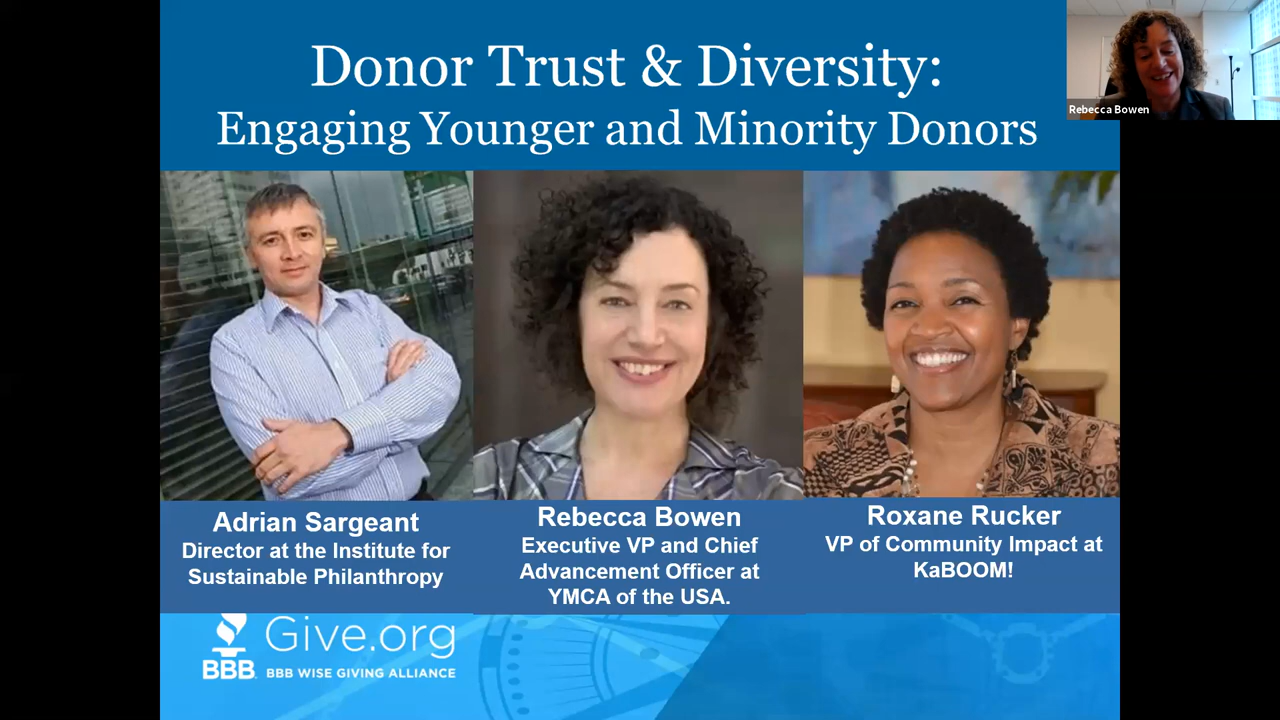 Donor Trust & Diversity:
Engaging Younger and Minority Donors
Rebecca Bowen
Adrian Sargeant
Director at the Institute for
Sustainable Philanthropy
Rebecca Bowen
Executive VP and Chief
Advancement Officer at
YMCA of the USA.
Roxane Rucker
VP of Community Impact at
KaBOOM!
Give.org
BBB. BBB WISE GIVING ALLIANCE